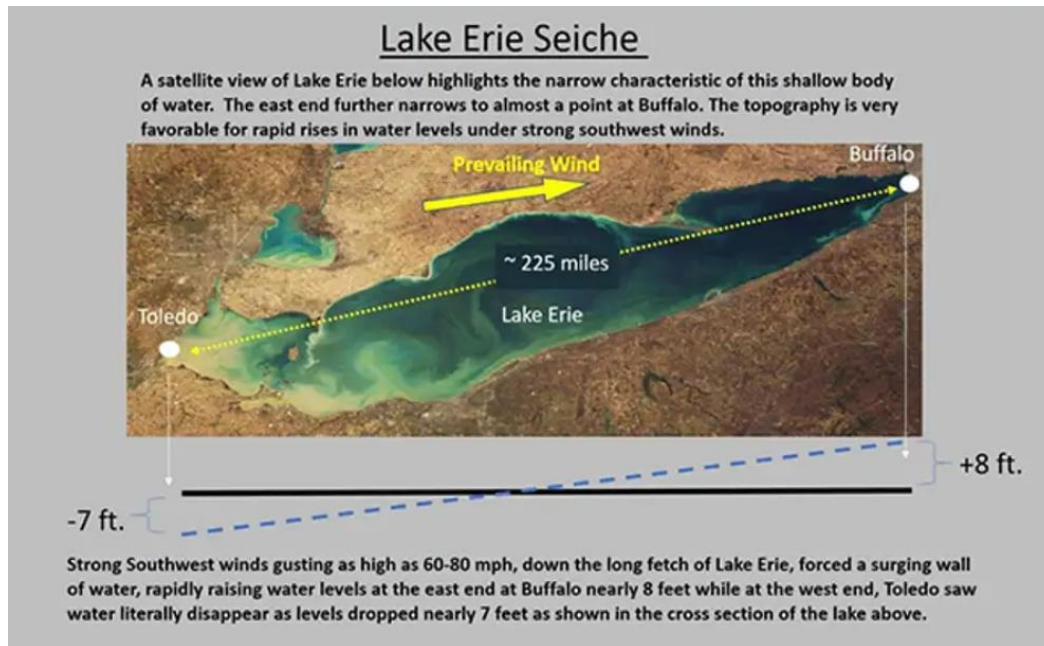 Lake Erie Seiche
A satellite view of Lake Erie below highlights the narrow characteristic of this shallow body
of water. The east end further narrows to almost a point at Buffalo. The topography is very
favorable for rapid rises in water levels under strong southwest winds.
Buffalo
Prevailing Wind
~ 225 miles
Lake Erie
Toledo
+8 ft.
-7 ft.
Strong Southwest winds gusting as high as 60-80 mph, down the long fetch of Lake Erie, forced a surging wall
of water, rapidly raising water levels at the east end at Buffalo nearly 8 feet while at the west end, Toledo saw
water literally disappear as levels dropped nearly 7 feet as shown in the cross section of the lake above.